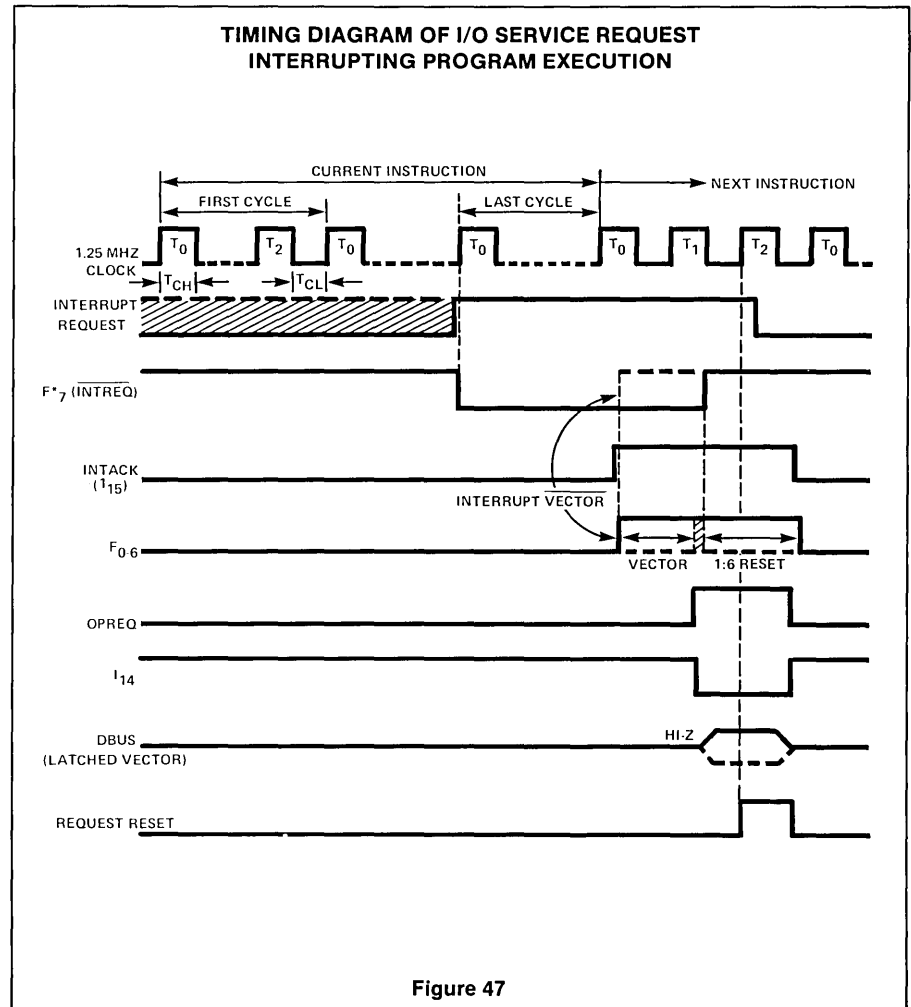 TIMING DIAGRAM OF I/O SERVICE REQUEST
INTERRUPTING PROGRAM EXECUTION
CURRENT INSTRUCTION
NEXT INSTRUCTION
FIRST CYCLE
LAST CYCLE
1.25 MHZ
CLOCK
T0 T2 T0 T0 T0 T1 T2 T0
TCH TCL
INTERRUPT
REQUEST
F*7 (INTREQ)
INTACK
(115)
INTERRUPT VECTOR
F0-6
VECTOR 1:6 RESET
OPREQ
I14
DBUS
(LATCHED VECTOR)
HI-Z
REQUEST RESET
Figure 47